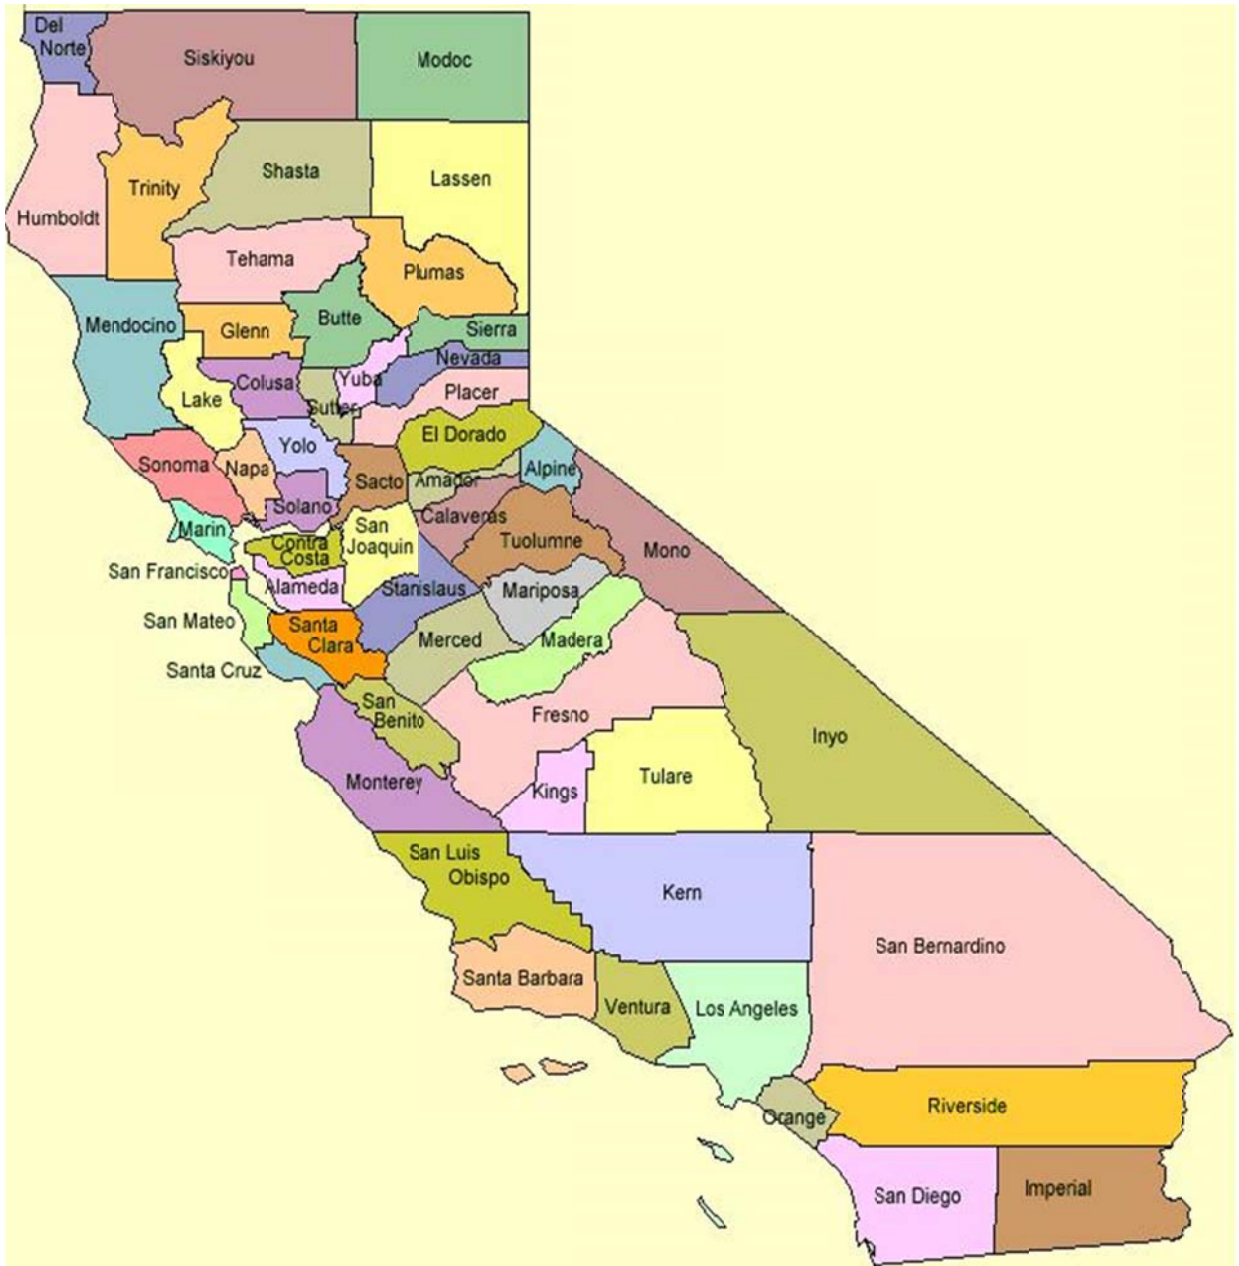 Del
Norte
Siskiyou
Modoc
Shasta
Lassen
Trinity
Humboldt
Tehama
Plumas
Mendocino
Glenn
Butte
Sierra
Nevada
Colusa
Yuba
Placer
Lake
Sutter
El Dorado
Yolo
Sonoma
Napa
Sacto
Amador
Alpine
Solano
Calaveras
Marin
San
Joaquin
Tuolumne
Contra
Costa
Mono
San Francisco
Alameda
Stanislaus
Mariposa
San Mateo
Santa
Clara
Merced
Madera
Santa Cruz
San
Benito
Fresno
Inyo
Monterey
Kings
Tulare
San Luis
Obispo
Kern
San Bernardino
Santa Barbara
Ventura
Los Angeles
Orange
Riverside
San Diego
Imperial